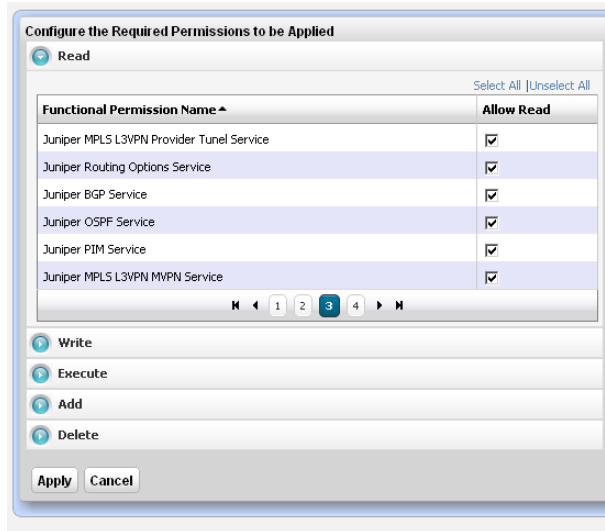 Configure the Required Permissions to be Applied
Read
Select All |Unselect All
Functional Permission Name Allow Read
Juniper MPLS L3VPN Provider Tunel Service
Juniper Routing Options Service
Juniper BGP Service
Juniper OSPF Service
Juniper PIM Service
Juniper MPLS L3VPN MVPN Service
1 2 3 4
Write
Execute
Add
Delete
Apply Cancel